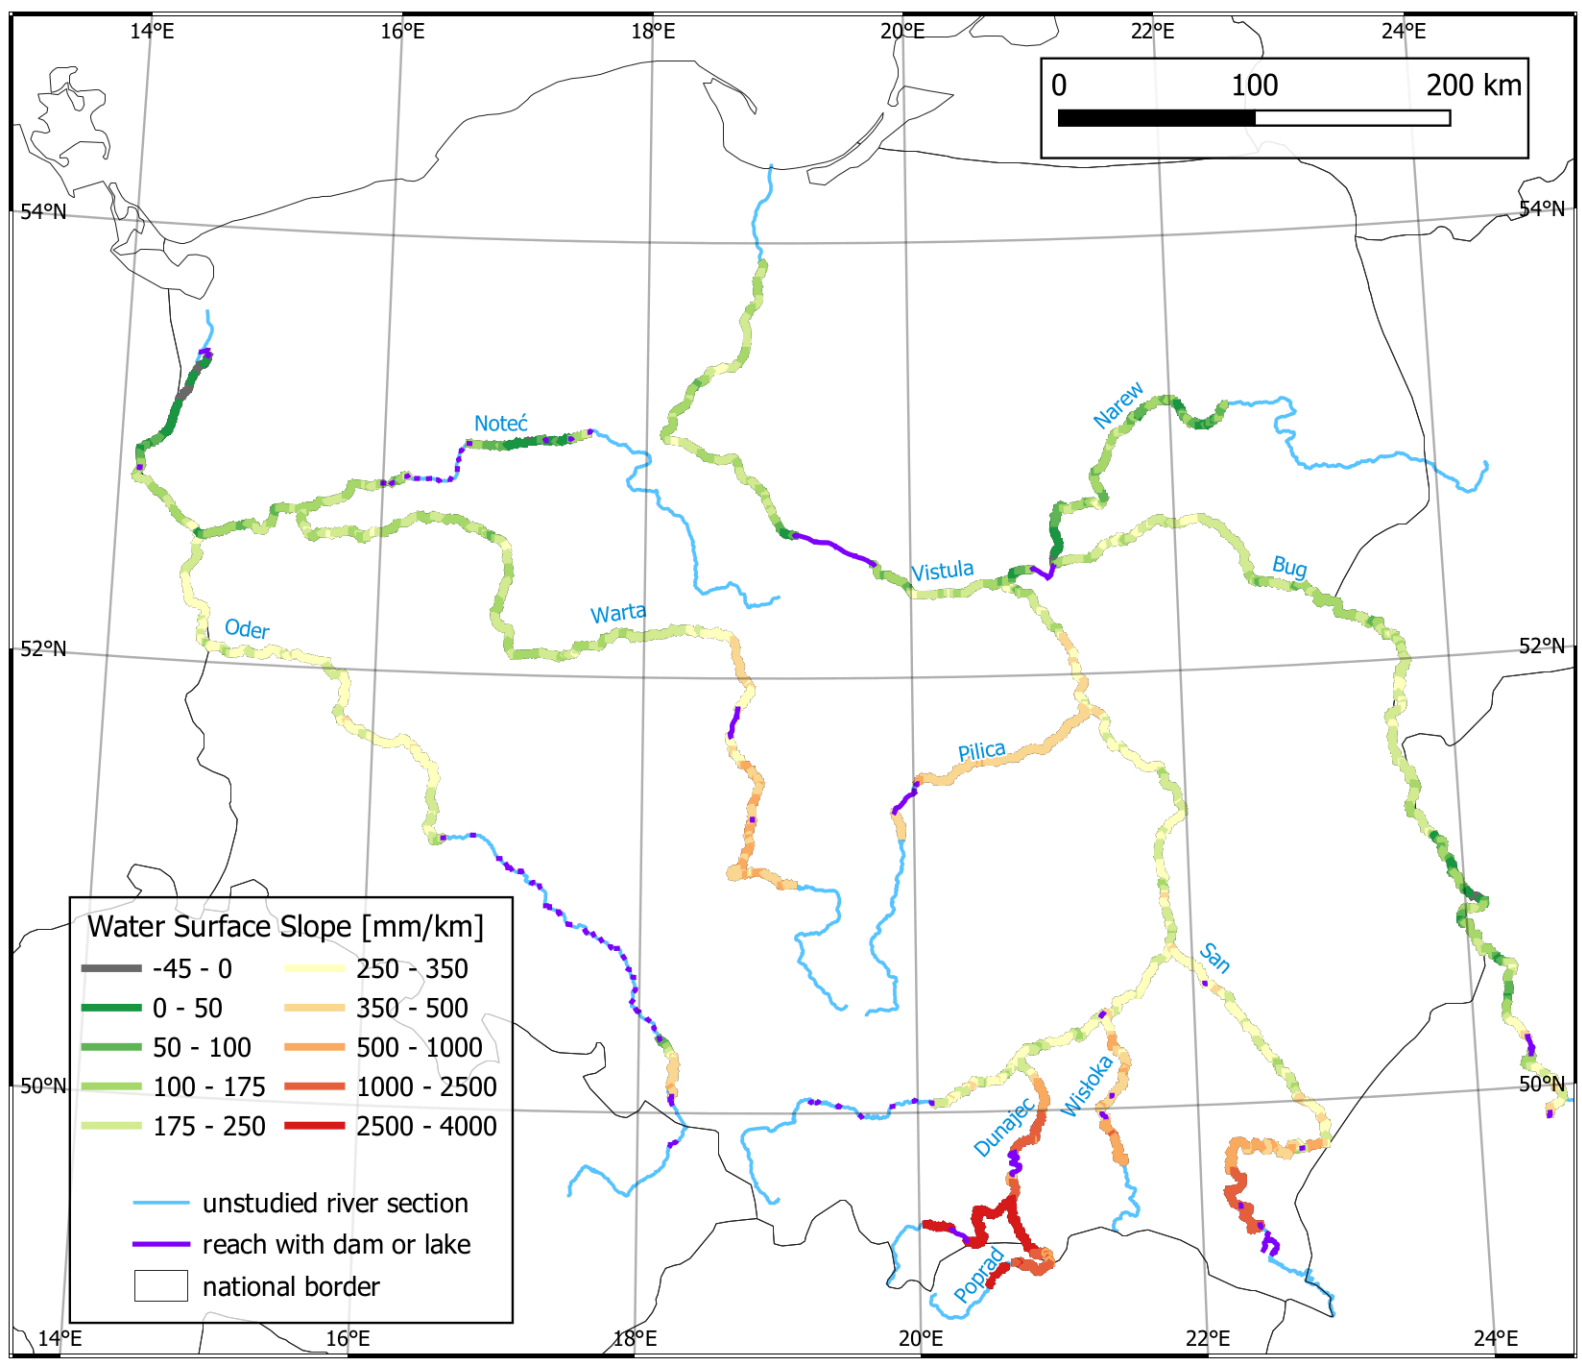 14°E 16°E 18°E 20°E 22°E 24°E
0 100 200 km
54°N 54°N
Narew
Noteć
Vistula
Bug
Warta
Oder
52°N 52°N
Pilica
San
Wisłoka
Dunajec
Poprad
50°N 50°N
Water Surface Slope [mm/km]
-45 - 0 250 - 350
0 - 50 350 - 500
50 - 100 500 - 1000
100 - 175 1000 - 2500
175 - 250 2500 - 4000
unstudied river section
reach with dam or lake
national border
14°E 16°E 18°E 20°E 22°E 24°E